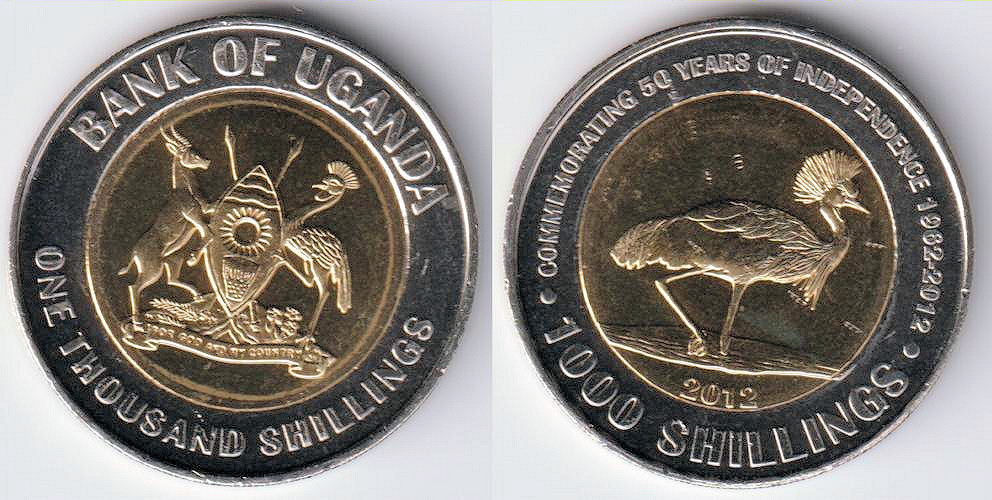 BANK OF UGANDA
FOR GOD AND MY COUNTRY
ONE THOUSAND SHILLINGS
• COMMEMORATING 50 YEARS OF INDEPENDENCE 1962-2012 •
2012
1000 SHILLINGS